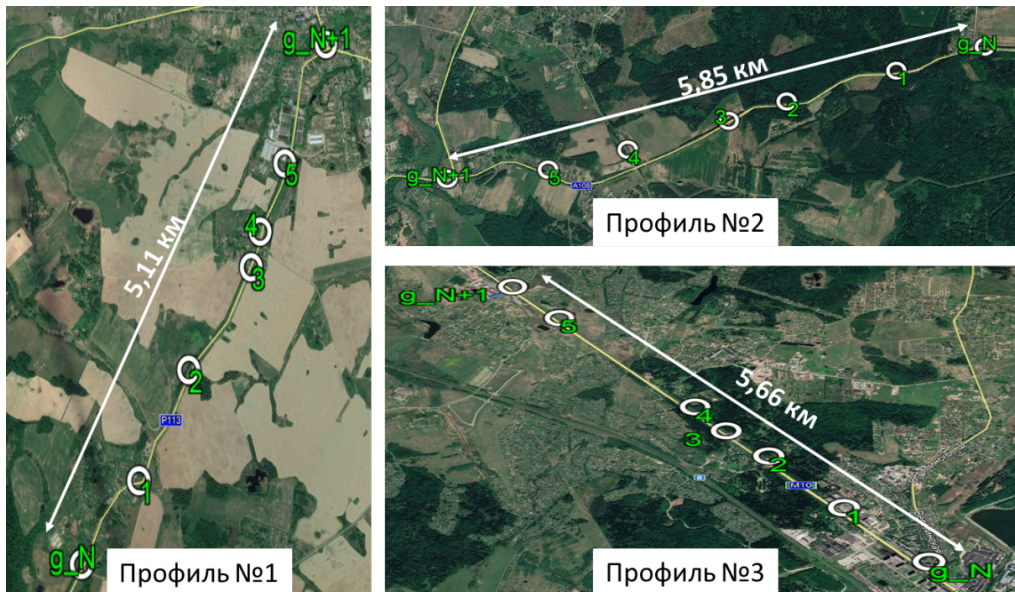 g_N+1
5
4
3
5,11 км
2
P113
1
g_N
Профиль №1
g_N
1
5,85 км
2
3
4
5
g_N+1
A108
Профиль №2
g_N+1
5
5,66 км
4
3
2
M10
1
g_N
Профиль №3